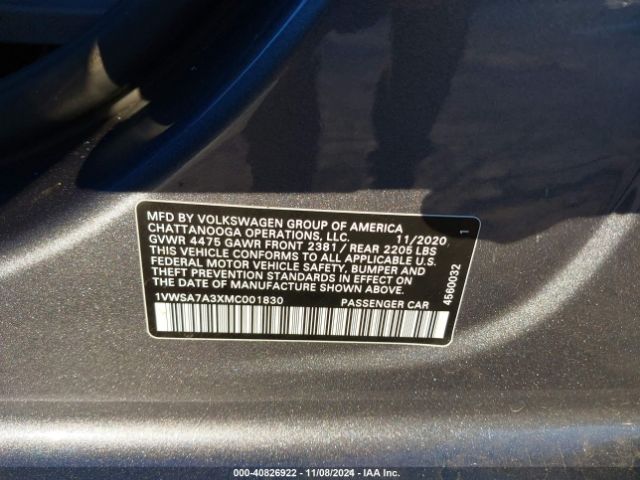 MFD BY VOLKSWAGEN GROUP OF AMERICA
CHATTANOOGA OPERATIONS, LLC. 11/2020
GVWR 4475 GAWR FRONT 2381 / REAR 2205 LBS
THIS VEHICLE CONFORMS TO ALL APPLICABLE U.S.
FEDERAL MOTOR VEHICLE SAFETY, BUMPER AND
THEFT PREVENTION STANDARDS IN EFFECT ON
THE DATE OF MANUFACTURE SHOWN ABOVE.
1VWSA7A3XMC001830 PASSENGER CAR
4560032 1
000-40826922 - 11/08/2024 - IAA Inc.